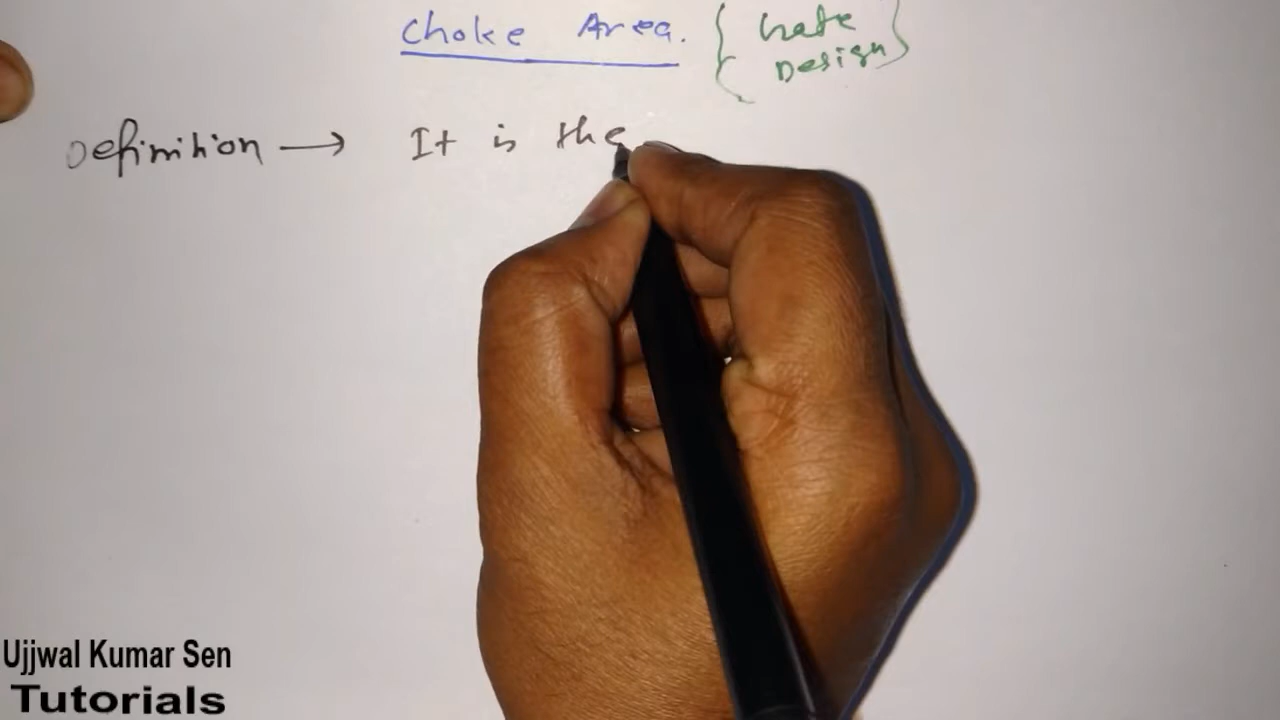 Choke Area. { Gate
Design }
Definition → It is the
Ujjwal Kumar Sen
Tutorials